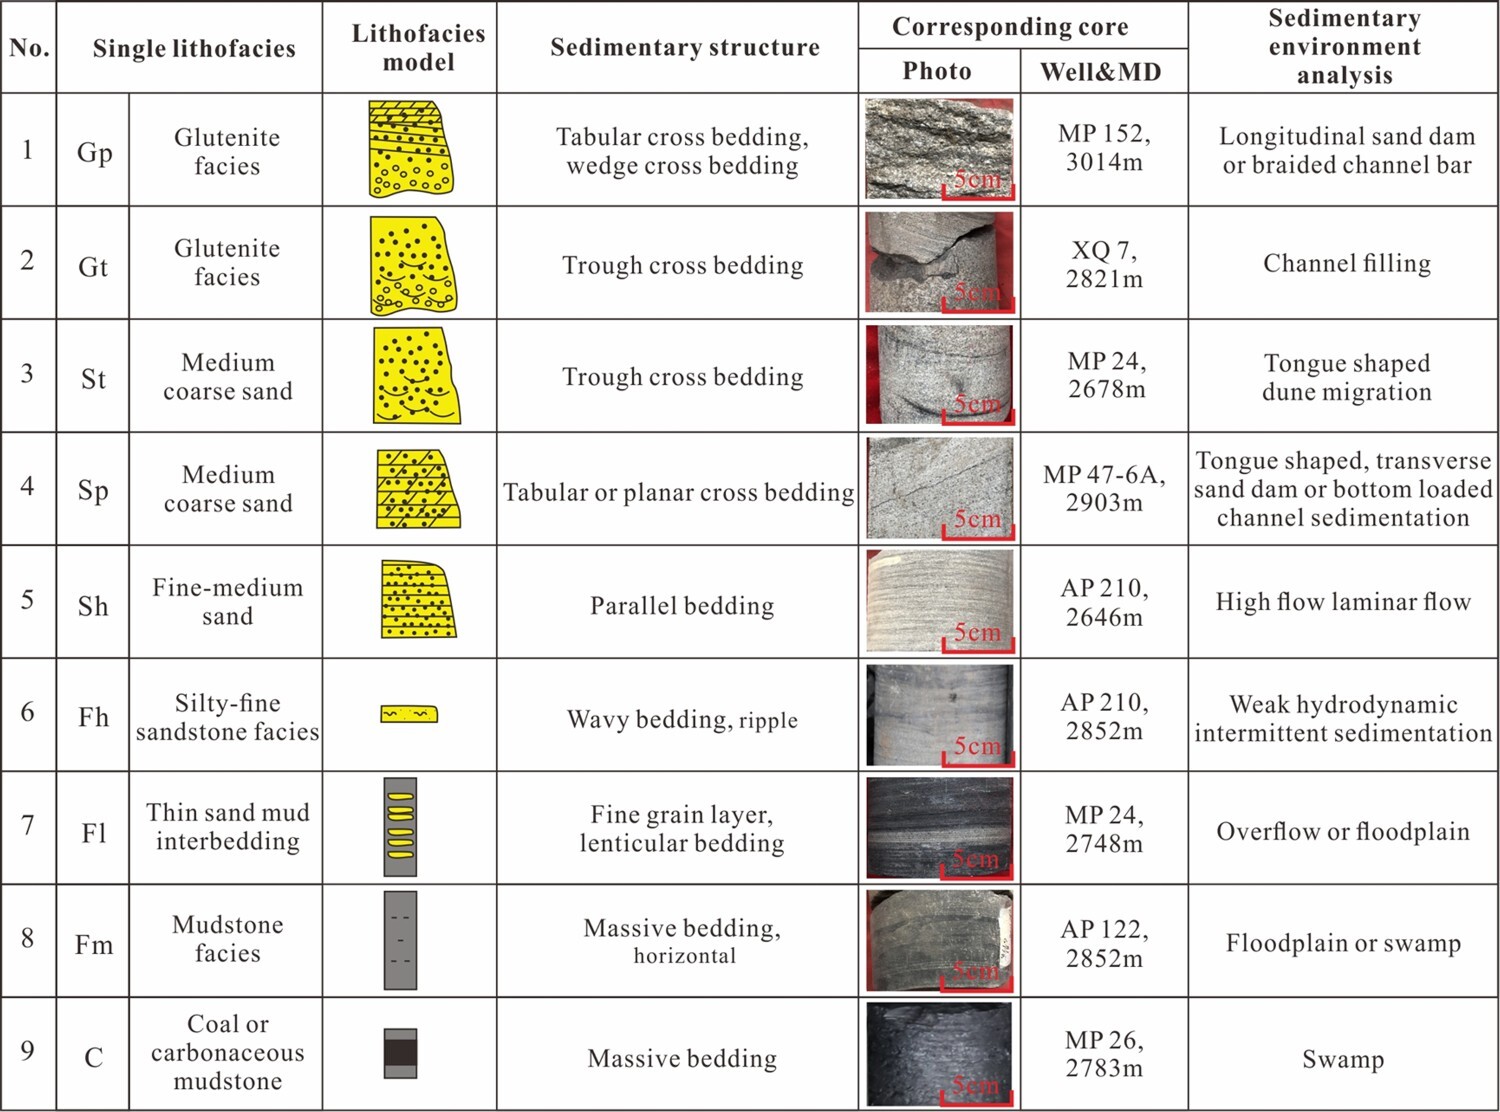 No.
Single lithofacies
Lithofacies
model
Sedimentary structure
Corresponding core
Photo
Well&MD
Sedimentary
environment
analysis
1
Gp
Glutenite
facies
Tabular cross bedding,
wedge cross bedding
5cm
MP 152,
3014m
Longitudinal sand dam
or braided channel bar
2
Gt
Glutenite
facies
Trough cross bedding
5cm
XQ 7,
2821m
Channel filling
3
St
Medium
coarse sand
Trough cross bedding
5cm
MP 24,
2678m
Tongue shaped
dune migration
4
Sp
Medium
coarse sand
Tabular or planar cross bedding
5cm
MP 47-6A,
2903m
Tongue shaped, transverse
sand dam or bottom loaded
channel sedimentation
5
Sh
Fine-medium
sand
Parallel bedding
5cm
AP 210,
2646m
High flow laminar flow
6
Fh
Silty-fine
sandstone facies
Wavy bedding, ripple
5cm
AP 210,
2852m
Weak hydrodynamic
intermittent sedimentation
7
Fl
Thin sand mud
interbedding
Fine grain layer,
lenticular bedding
5cm
MP 24,
2748m
Overflow or floodplain
8
Fm
Mudstone
facies
Massive bedding,
horizontal
5cm
AP 122,
2852m
Floodplain or swamp
9
C
Coal or
carbonaceous
mudstone
Massive bedding
5cm
MP 26,
2783m
Swamp